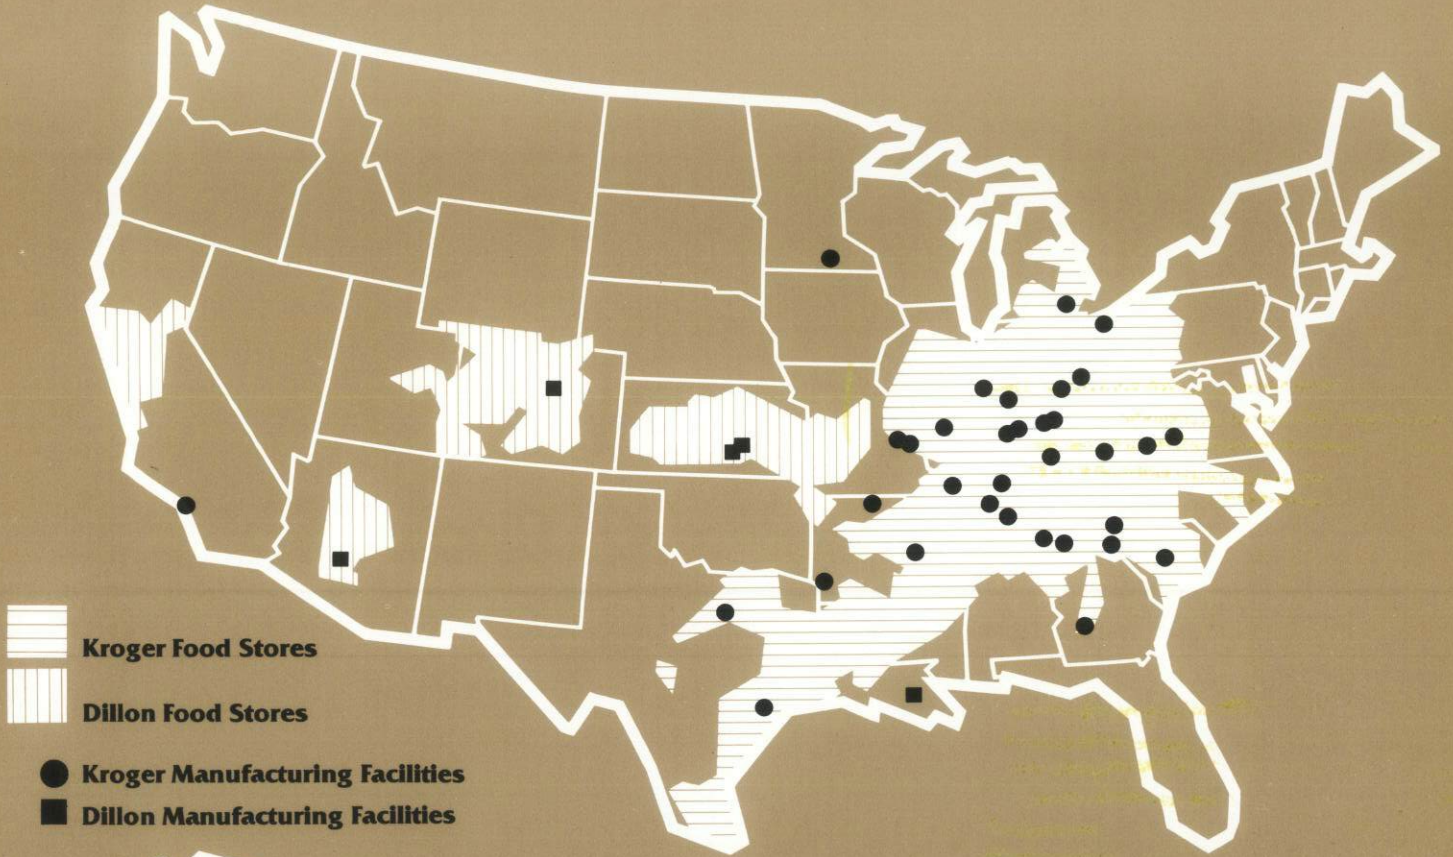 Kroger Food Stores
Dillon Food Stores
Kroger Manufacturing Facilities
Dillon Manufacturing Facilities